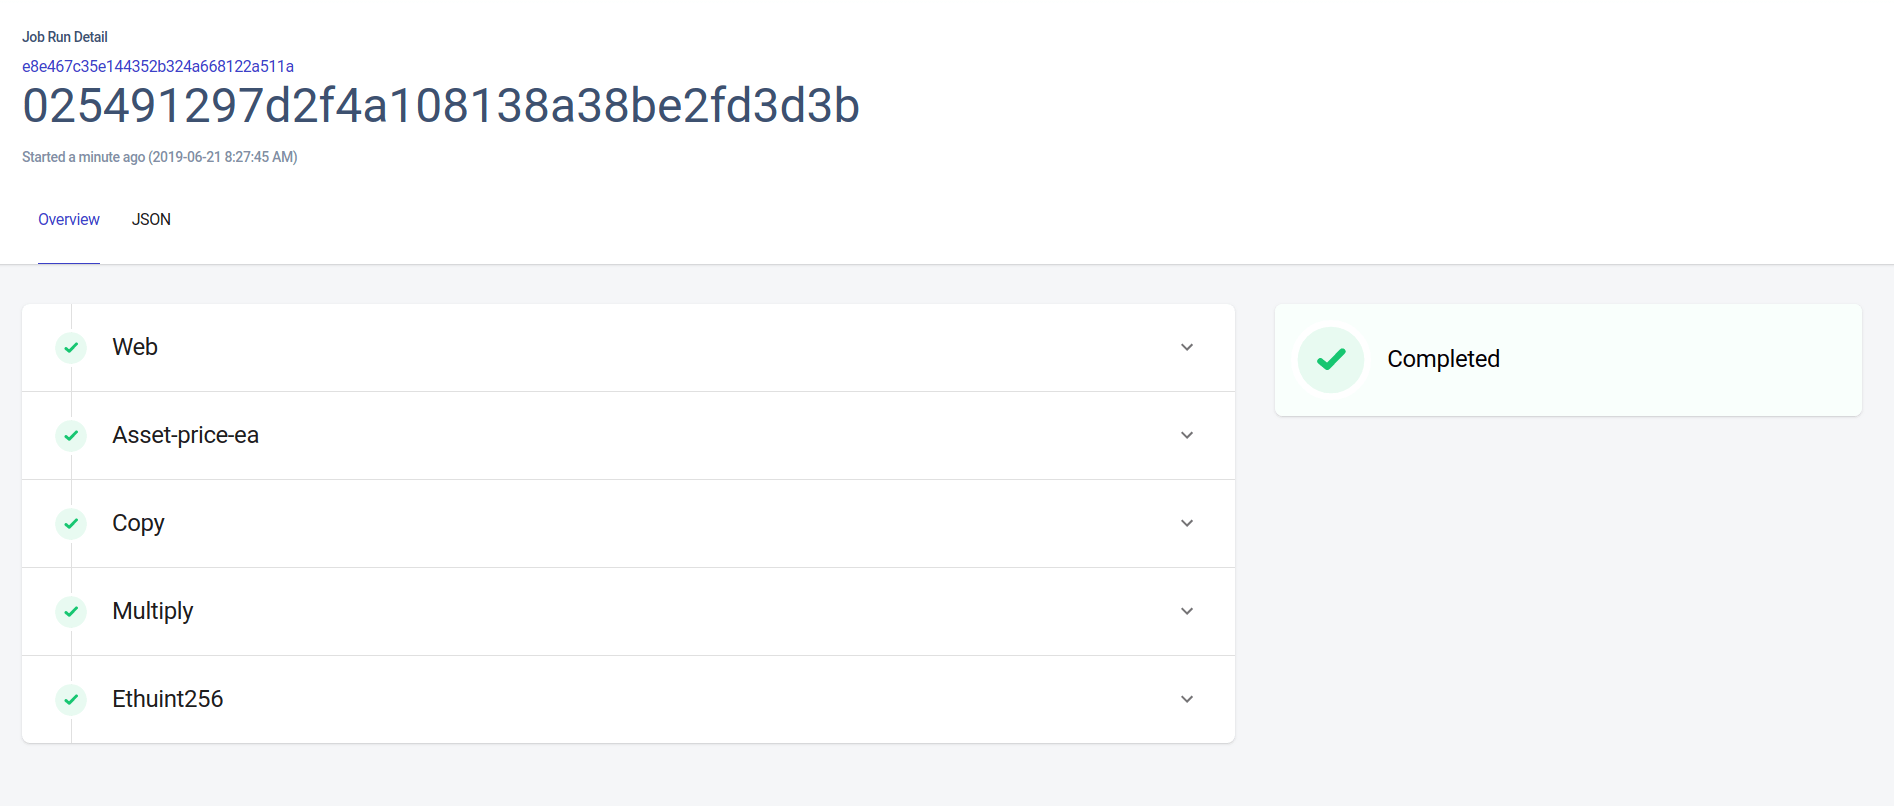 Job Run Detail
e8e467c35e144352b324a668122a511a
025491297d2f4a108138a38be2fd3d3b
Started a minute ago (2019-06-21 8:27:45 AM)
Overview JSON
Web
Completed
Asset-price-ea
Copy
Multiply
Ethuint256